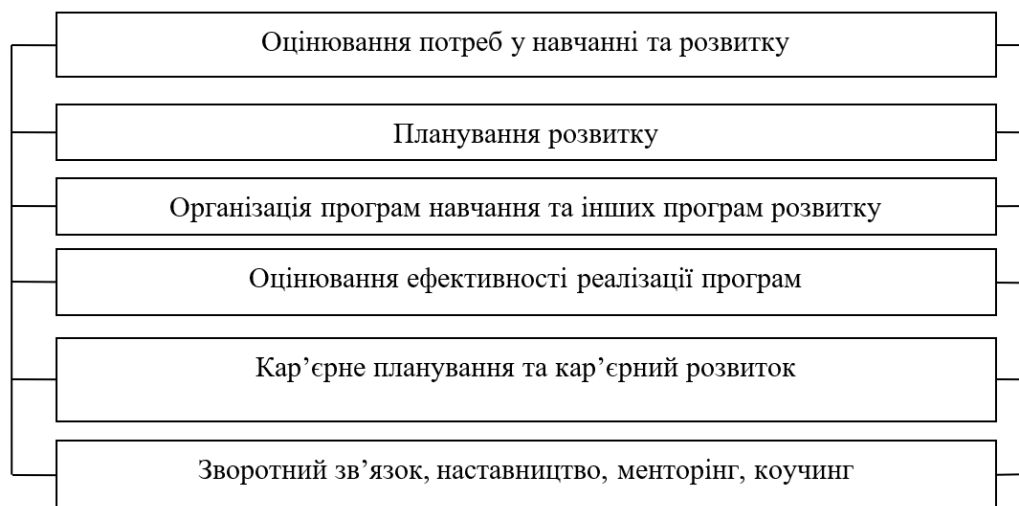 Оцінювання потреб у навчанні та розвитку
Планування розвитку
Організація програм навчання та інших програм розвитку
Оцінювання ефективності реалізації програм
Кар’єрне планування та кар’єрний розвиток
Зворотний зв’язок, наставництво, менторінг, коучинг